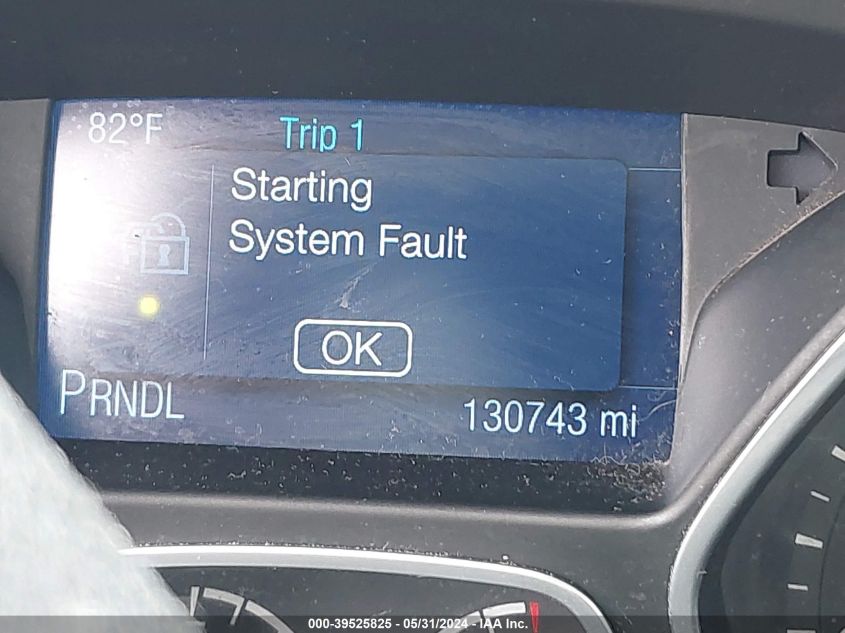 82°F
Trip 1
Starting
System Fault
OK
PRNDL
130743 mi
000-39525825 - 05/31/2024 - IAA Inc.